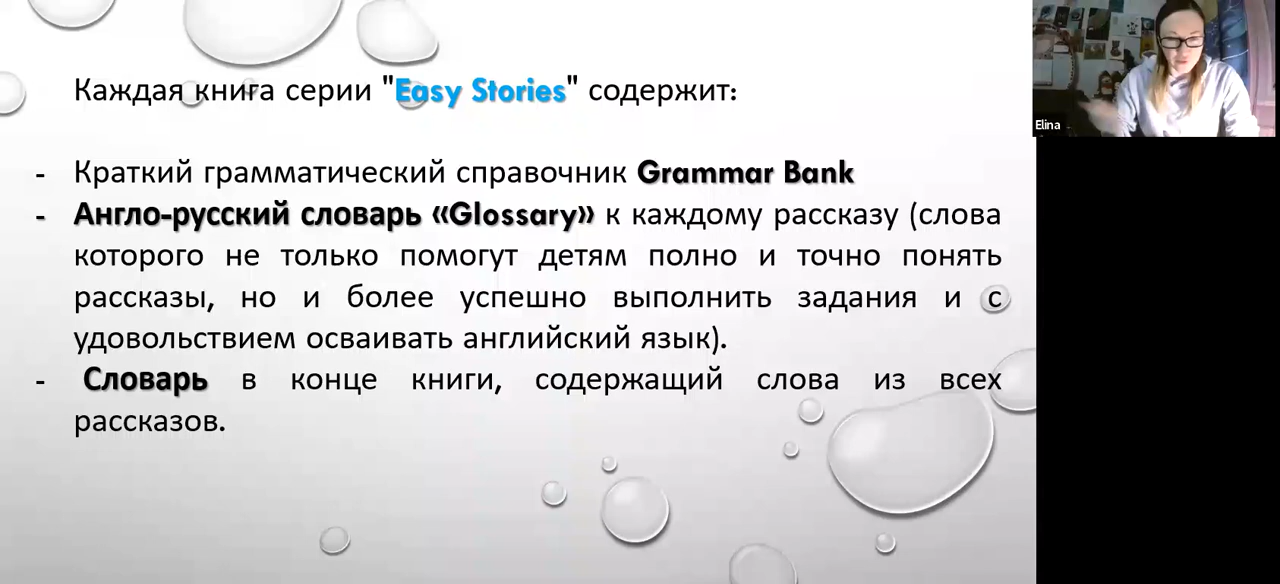 Каждая книга серии "Easy Stories" содержит:
- Краткий грамматический справочник Grammar Bank
- Англо-русский словарь «Glossary» к каждому рассказу (слова
которого не только помогут детям полно и точно понять
рассказы, но и более успешно выполнить задания и с
удовольствием осваивать английский язык).
- Словарь в конце книги, содержащий слова из всех
рассказов.
Elina